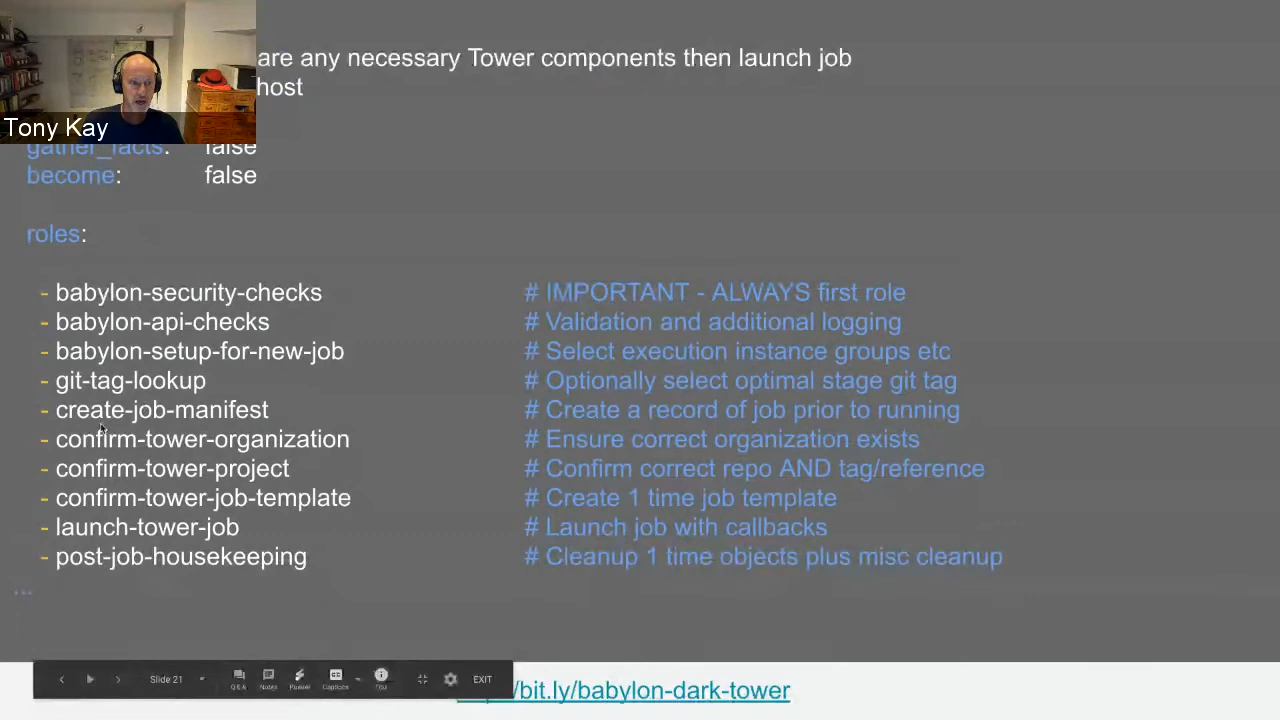 are any necessary Tower components then launch job
host
Tony Kay
gather_facts: false
become: false
roles:
- babylon-security-checks # IMPORTANT - ALWAYS first role
- babylon-api-checks # Validation and additional logging
- babylon-setup-for-new-job # Select execution instance groups etc
- git-tag-lookup # Optionally select optimal stage git tag
- create-job-manifest # Create a record of job prior to running
- confirm-tower-organization # Ensure correct organization exists
- confirm-tower-project # Confirm correct repo AND tag/reference
- confirm-tower-job-template # Create 1 time job template
- launch-tower-job # Launch job with callbacks
- post-job-housekeeping # Cleanup 1 time objects plus misc cleanup
...
Slide 21 Q&A Notes Pointer Captions EXIT
/bit.ly/babylon-dark-tower